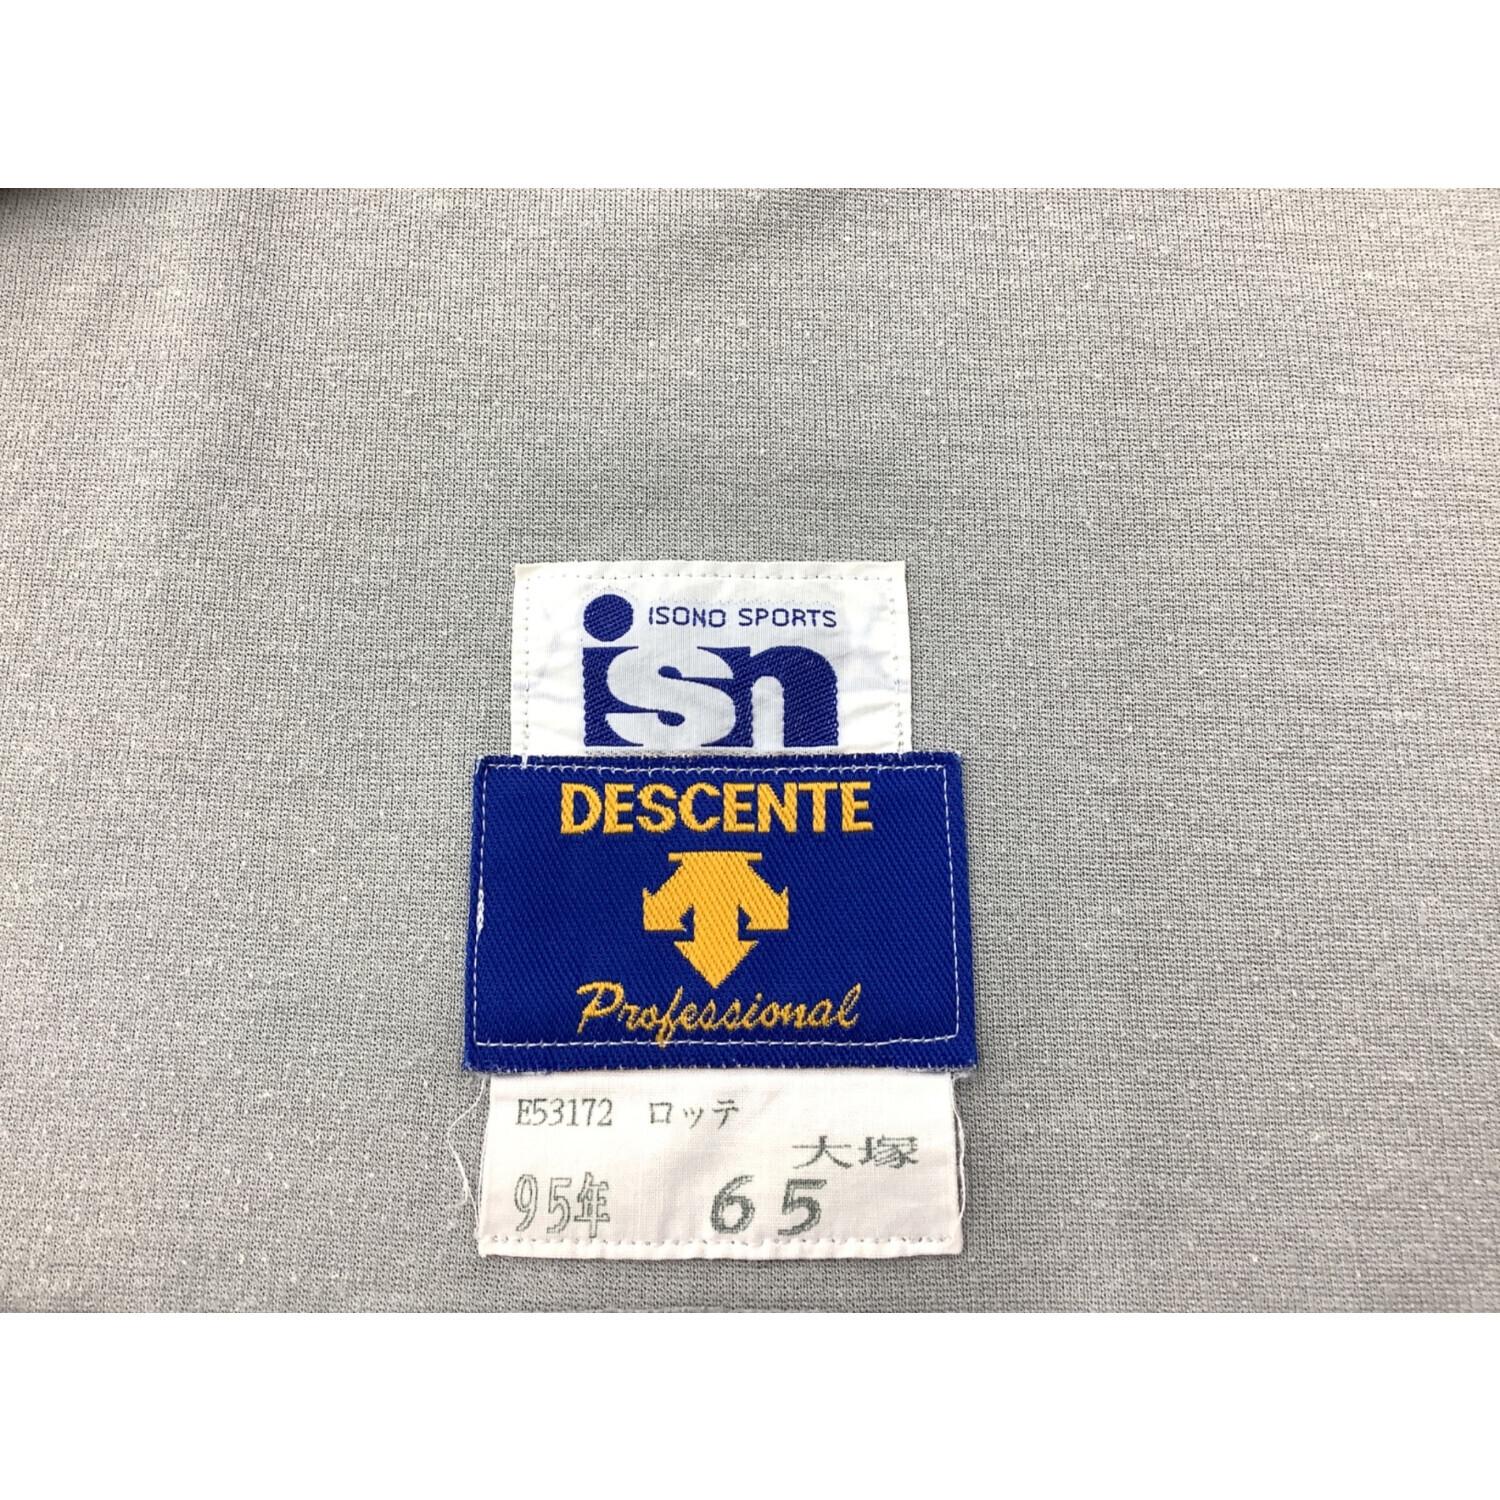 ISONO SPORTS
isn
DESCENTE
Professional
E53172 ロッテ
大塚
95年 65